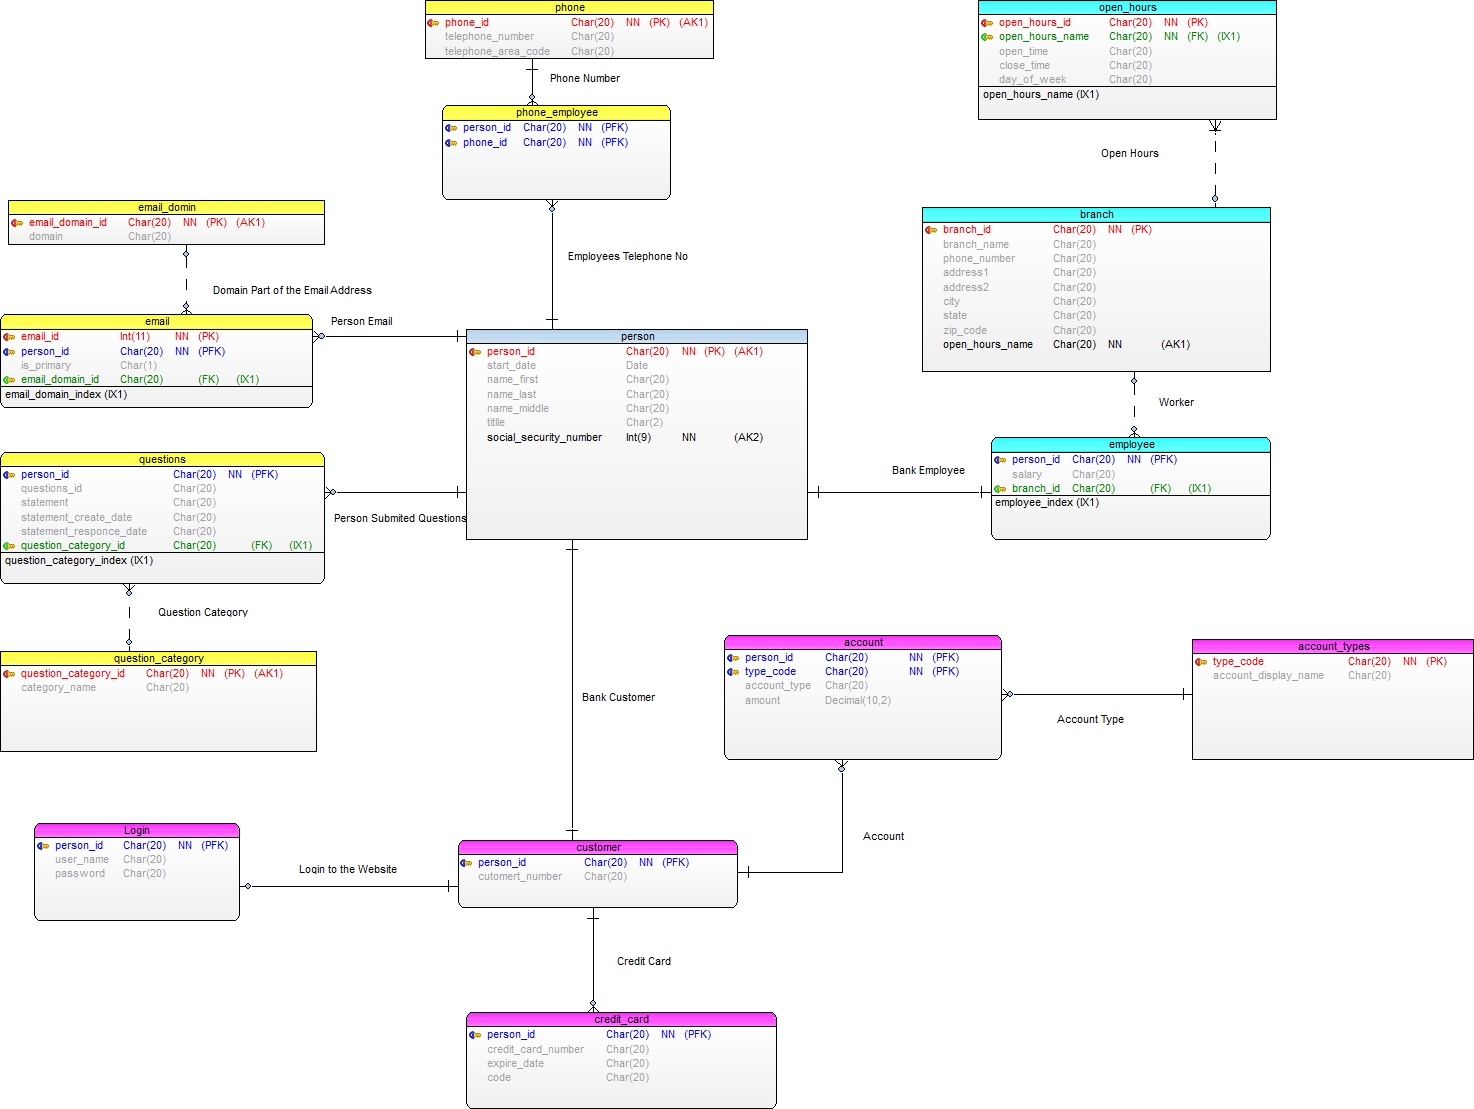 phone
phone_id Char(20) NN (PK) (AK1)
telephone_number Char(20)
telephone_area_code Char(20)
Phone Number
phone_employee
person_id Char(20) NN (PFK)
phone_id Char(20) NN (PFK)
Employees Telephone No
open_hours
open_hours_id Char(20) NN (PK)
open_hours_name Char(20) NN (FK) (IX1)
open_time Char(20)
close_time Char(20)
day_of_week Char(20)
open_hours_name (IX1)
Open Hours
branch
branch_id Char(20) NN (PK)
branch_name Char(20)
phone_number Char(20)
address1 Char(20)
address2 Char(20)
city Char(20)
state Char(20)
zip_code Char(20)
open_hours_name Char(20) NN (AK1)
Worker
email_domin
email_domain_id Char(20) NN (PK) (AK1)
domain Char(20)
Domain Part of the Email Address
email
email_id Int(11) NN (PK)
person_id Char(20) NN (PFK)
is_primary Char(1)
email_domain_id Char(20) (FK) (IX1)
email_domain_index (IX1)
Person Email
person
person_id Char(20) NN (PK) (AK1)
start_date Date
name_first Char(20)
name_last Char(20)
name_middle Char(20)
titlle Char(2)
social_security_number Int(9) NN (AK2)
Bank Employee
employee
person_id Char(20) NN (PFK)
salary Char(20)
branch_id Char(20) (FK) (IX1)
employee_index (IX1)
questions
person_id Char(20) NN (PFK)
questions_id Char(20)
statement Char(20)
statement_create_date Char(20)
statement_responce_date Char(20)
question_category_id Char(20) (FK) (IX1)
question_category_index (IX1)
Person Submited Questions
Question Category
question_category
question_category_id Char(20) NN (PK) (AK1)
category_name Char(20)
Bank Customer
account
person_id Char(20) NN (PFK)
type_code Char(20) NN (PFK)
account_type Char(20)
amount Decimal(10,2)
Account Type
account_types
type_code Char(20) NN (PK)
account_display_name Char(20)
Account
Login
person_id Char(20) NN (PFK)
user_name Char(20)
password Char(20)
Login to the Website
customer
person_id Char(20) NN (PFK)
cutomert_number Char(20)
Credit Card
credit_card
person_id Char(20) NN (PFK)
credit_card_number Char(20)
expire_date Char(20)
code Char(20)